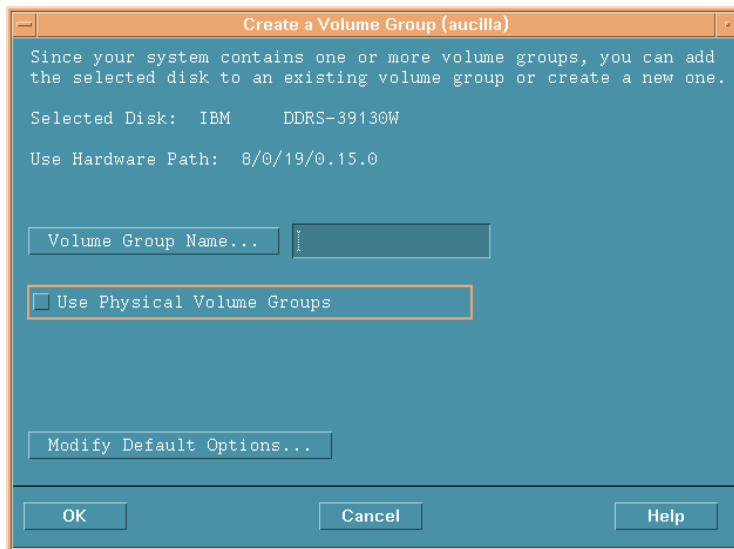 Create a Volume Group (aucilla)
Since your system contains one or more volume groups, you can add
the selected disk to an existing volume group or create a new one.
Selected Disk: IBM DDRS-39130W
Use Hardware Path: 8/0/19/0.15.0
Volume Group Name...
Use Physical Volume Groups
Modify Default Options...
OK Cancel Help